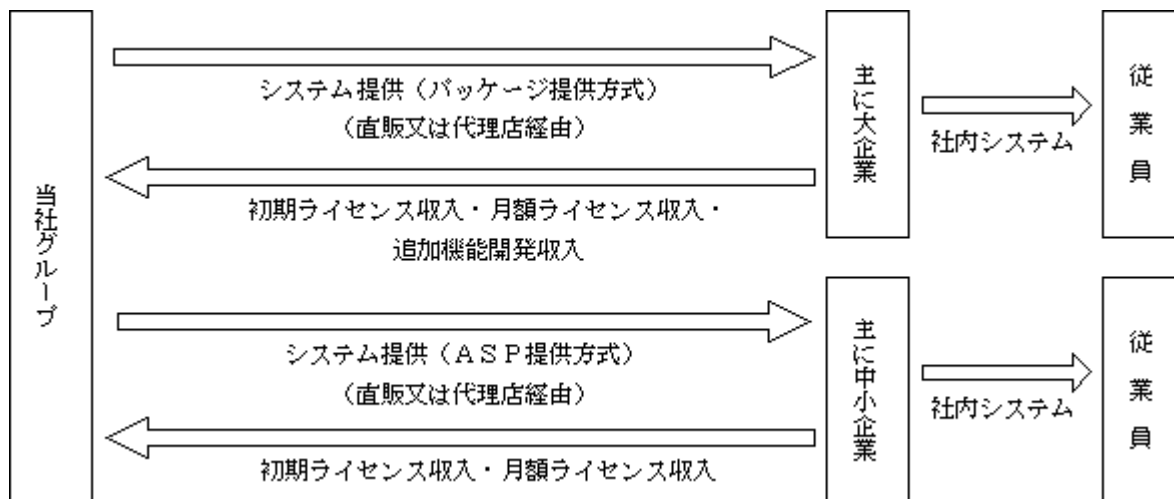 当社グループ
システム提供（パッケージ提供方式）
（直販又は代理店経由）
初期ライセンス収入・月額ライセンス収入・
追加機能開発収入
主に大企業
社内システム
従業員
システム提供（ＡＳＰ提供方式）
（直販又は代理店経由）
初期ライセンス収入・月額ライセンス収入
主に中小企業
社内システム
従業員